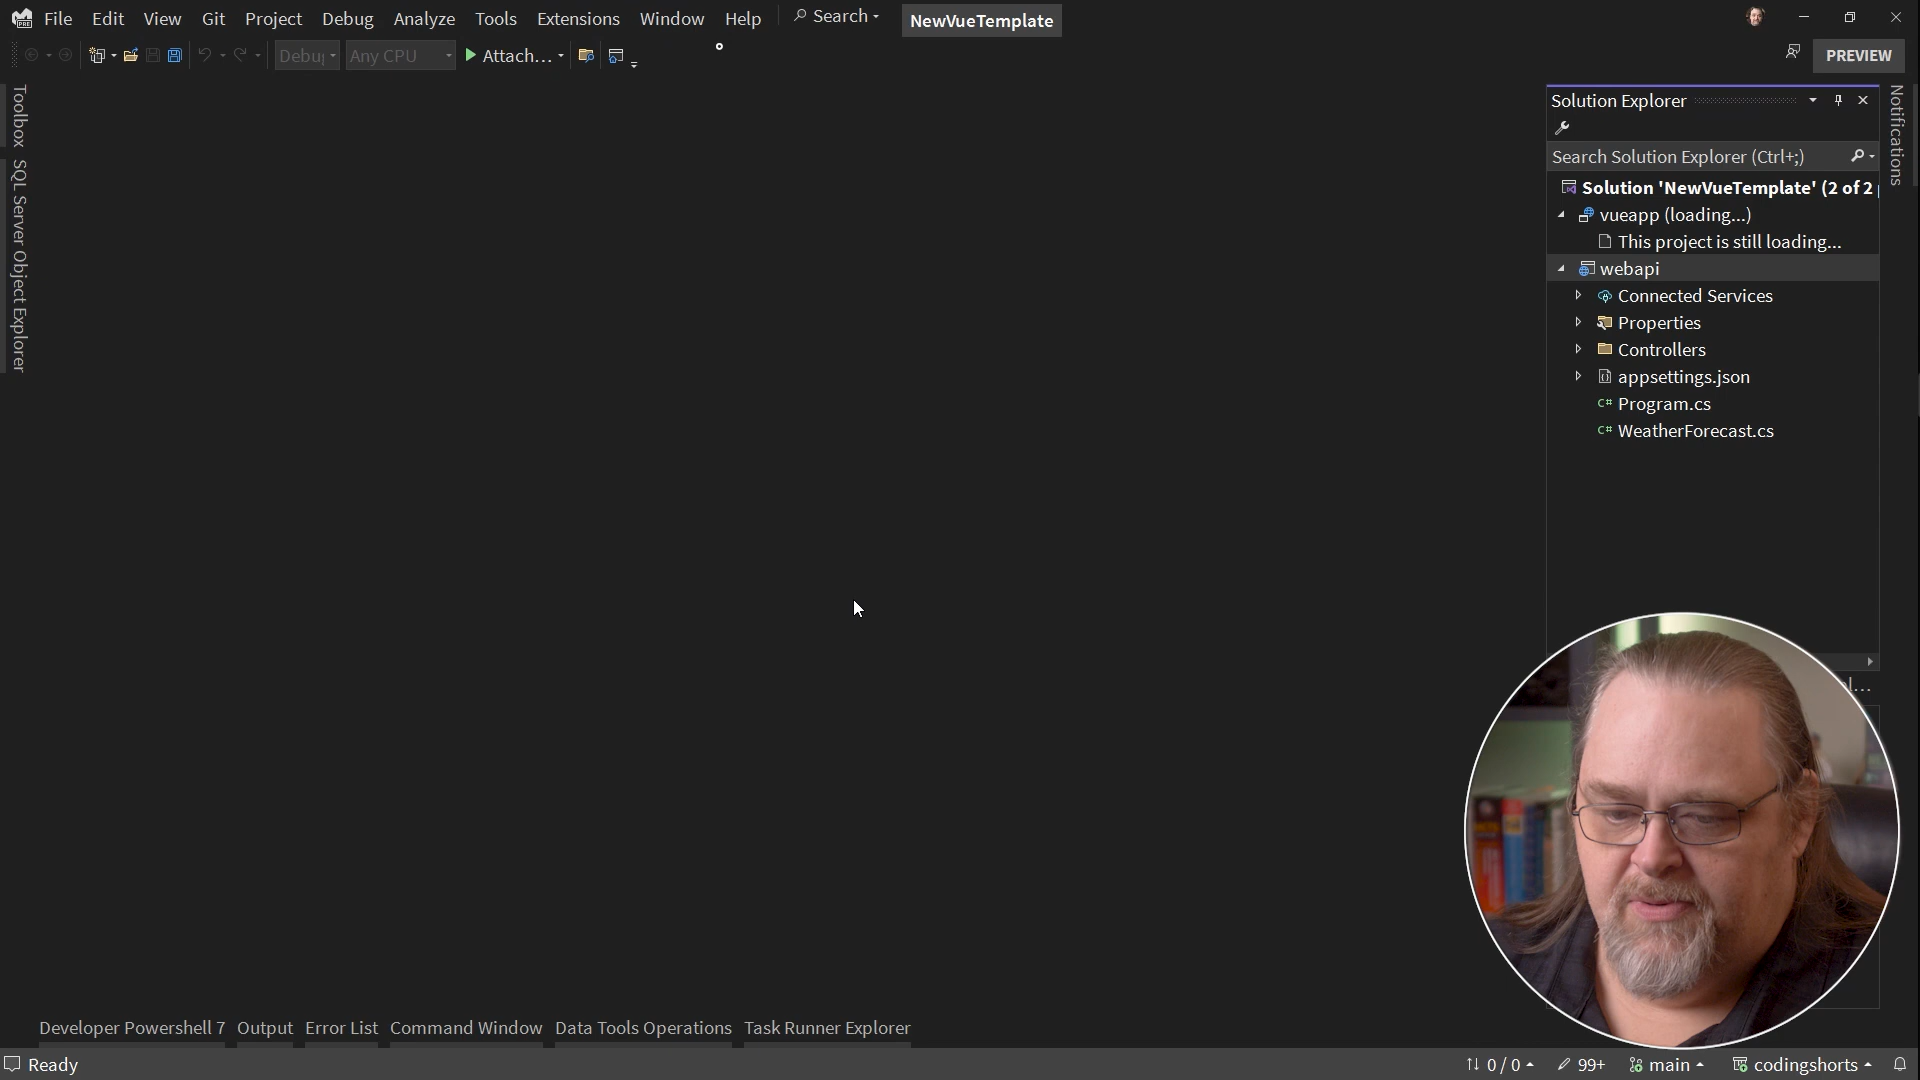 File Edit View Git Project Debug Analyze Tools Extensions Window Help Search NewVueTemplate
Debu Any CPU Attach... PREVIEW
Toolbox
SQL Server Object Explorer
Solution Explorer
Notifications
Search Solution Explorer (Ctrl+;)
Solution 'NewVueTemplate' (2 of 2
vueapp (loading...)
This project is still loading...
webapi
Connected Services
Properties
Controllers
appsettings.json
C# Program.cs
C# WeatherForecast.cs
Developer Powershell 7 Output Error List Command Window Data Tools Operations Task Runner Explorer
Ready 0 / 0 99+ main codingshorts